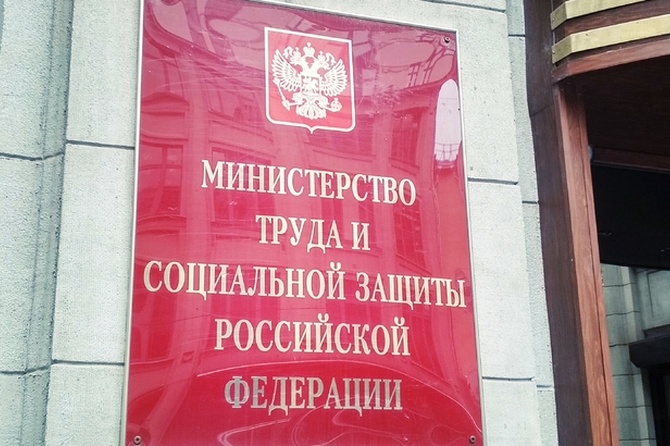 МИНИСТЕРСТВО
ТРУДА И
СОЦИАЛЬНОЙ ЗАЩИТЫ
РОССИЙСКОЙ
ФЕДЕРАЦИИ